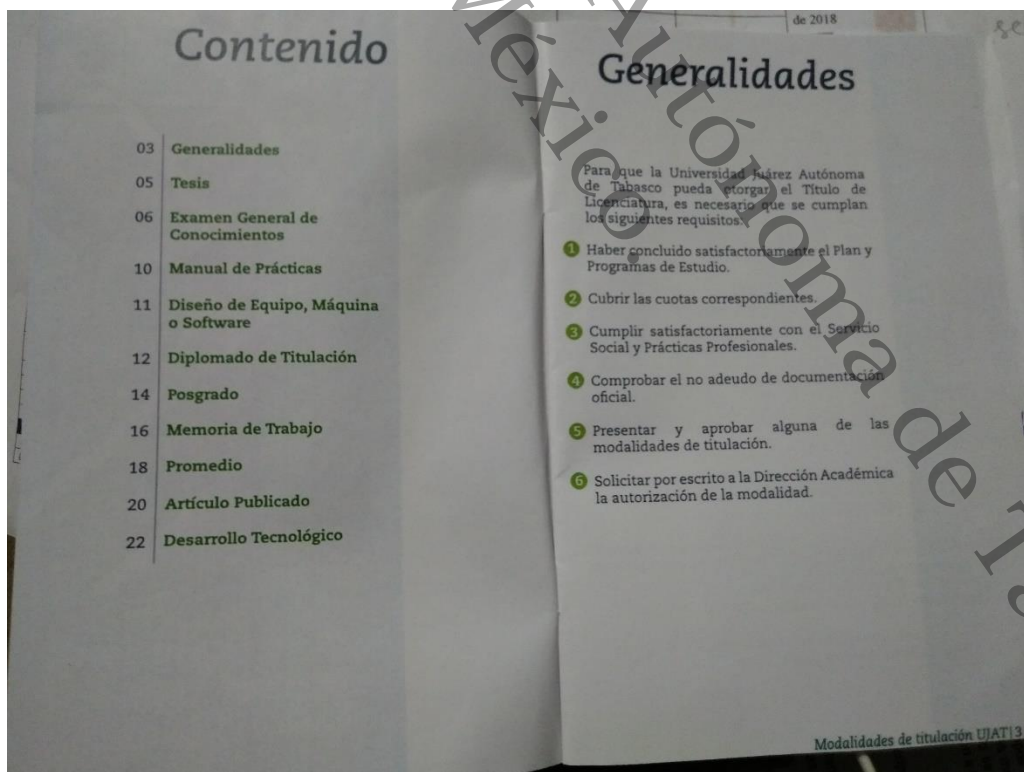 de 2018
Contenido
03 Generalidades
05 Tesis
06 Examen General de
Conocimientos
10 Manual de Prácticas
11 Diseño de Equipo, Máquina
o Software
12 Diplomado de Titulación
14 Posgrado
16 Memoria de Trabajo
18 Promedio
20 Artículo Publicado
22 Desarrollo Tecnológico
Generalidades
Para que la Universidad Juárez Autónoma
de Tabasco pueda otorgar el Título de
Licenciatura, es necesario que se cumplan
los siguientes requisitos:
1 Haber concluido satisfactoriamente el Plan y
Programas de Estudio.
2 Cubrir las cuotas correspondientes.
3 Cumplir satisfactoriamente con el Servicio
Social y Prácticas Profesionales.
4 Comprobar el no adeudo de documentación
oficial.
5 Presentar y aprobar alguna de las
modalidades de titulación.
6 Solicitar por escrito a la Dirección Académica
la autorización de la modalidad.
Modalidades de titulación UJAT|3
Autónoma de
México.